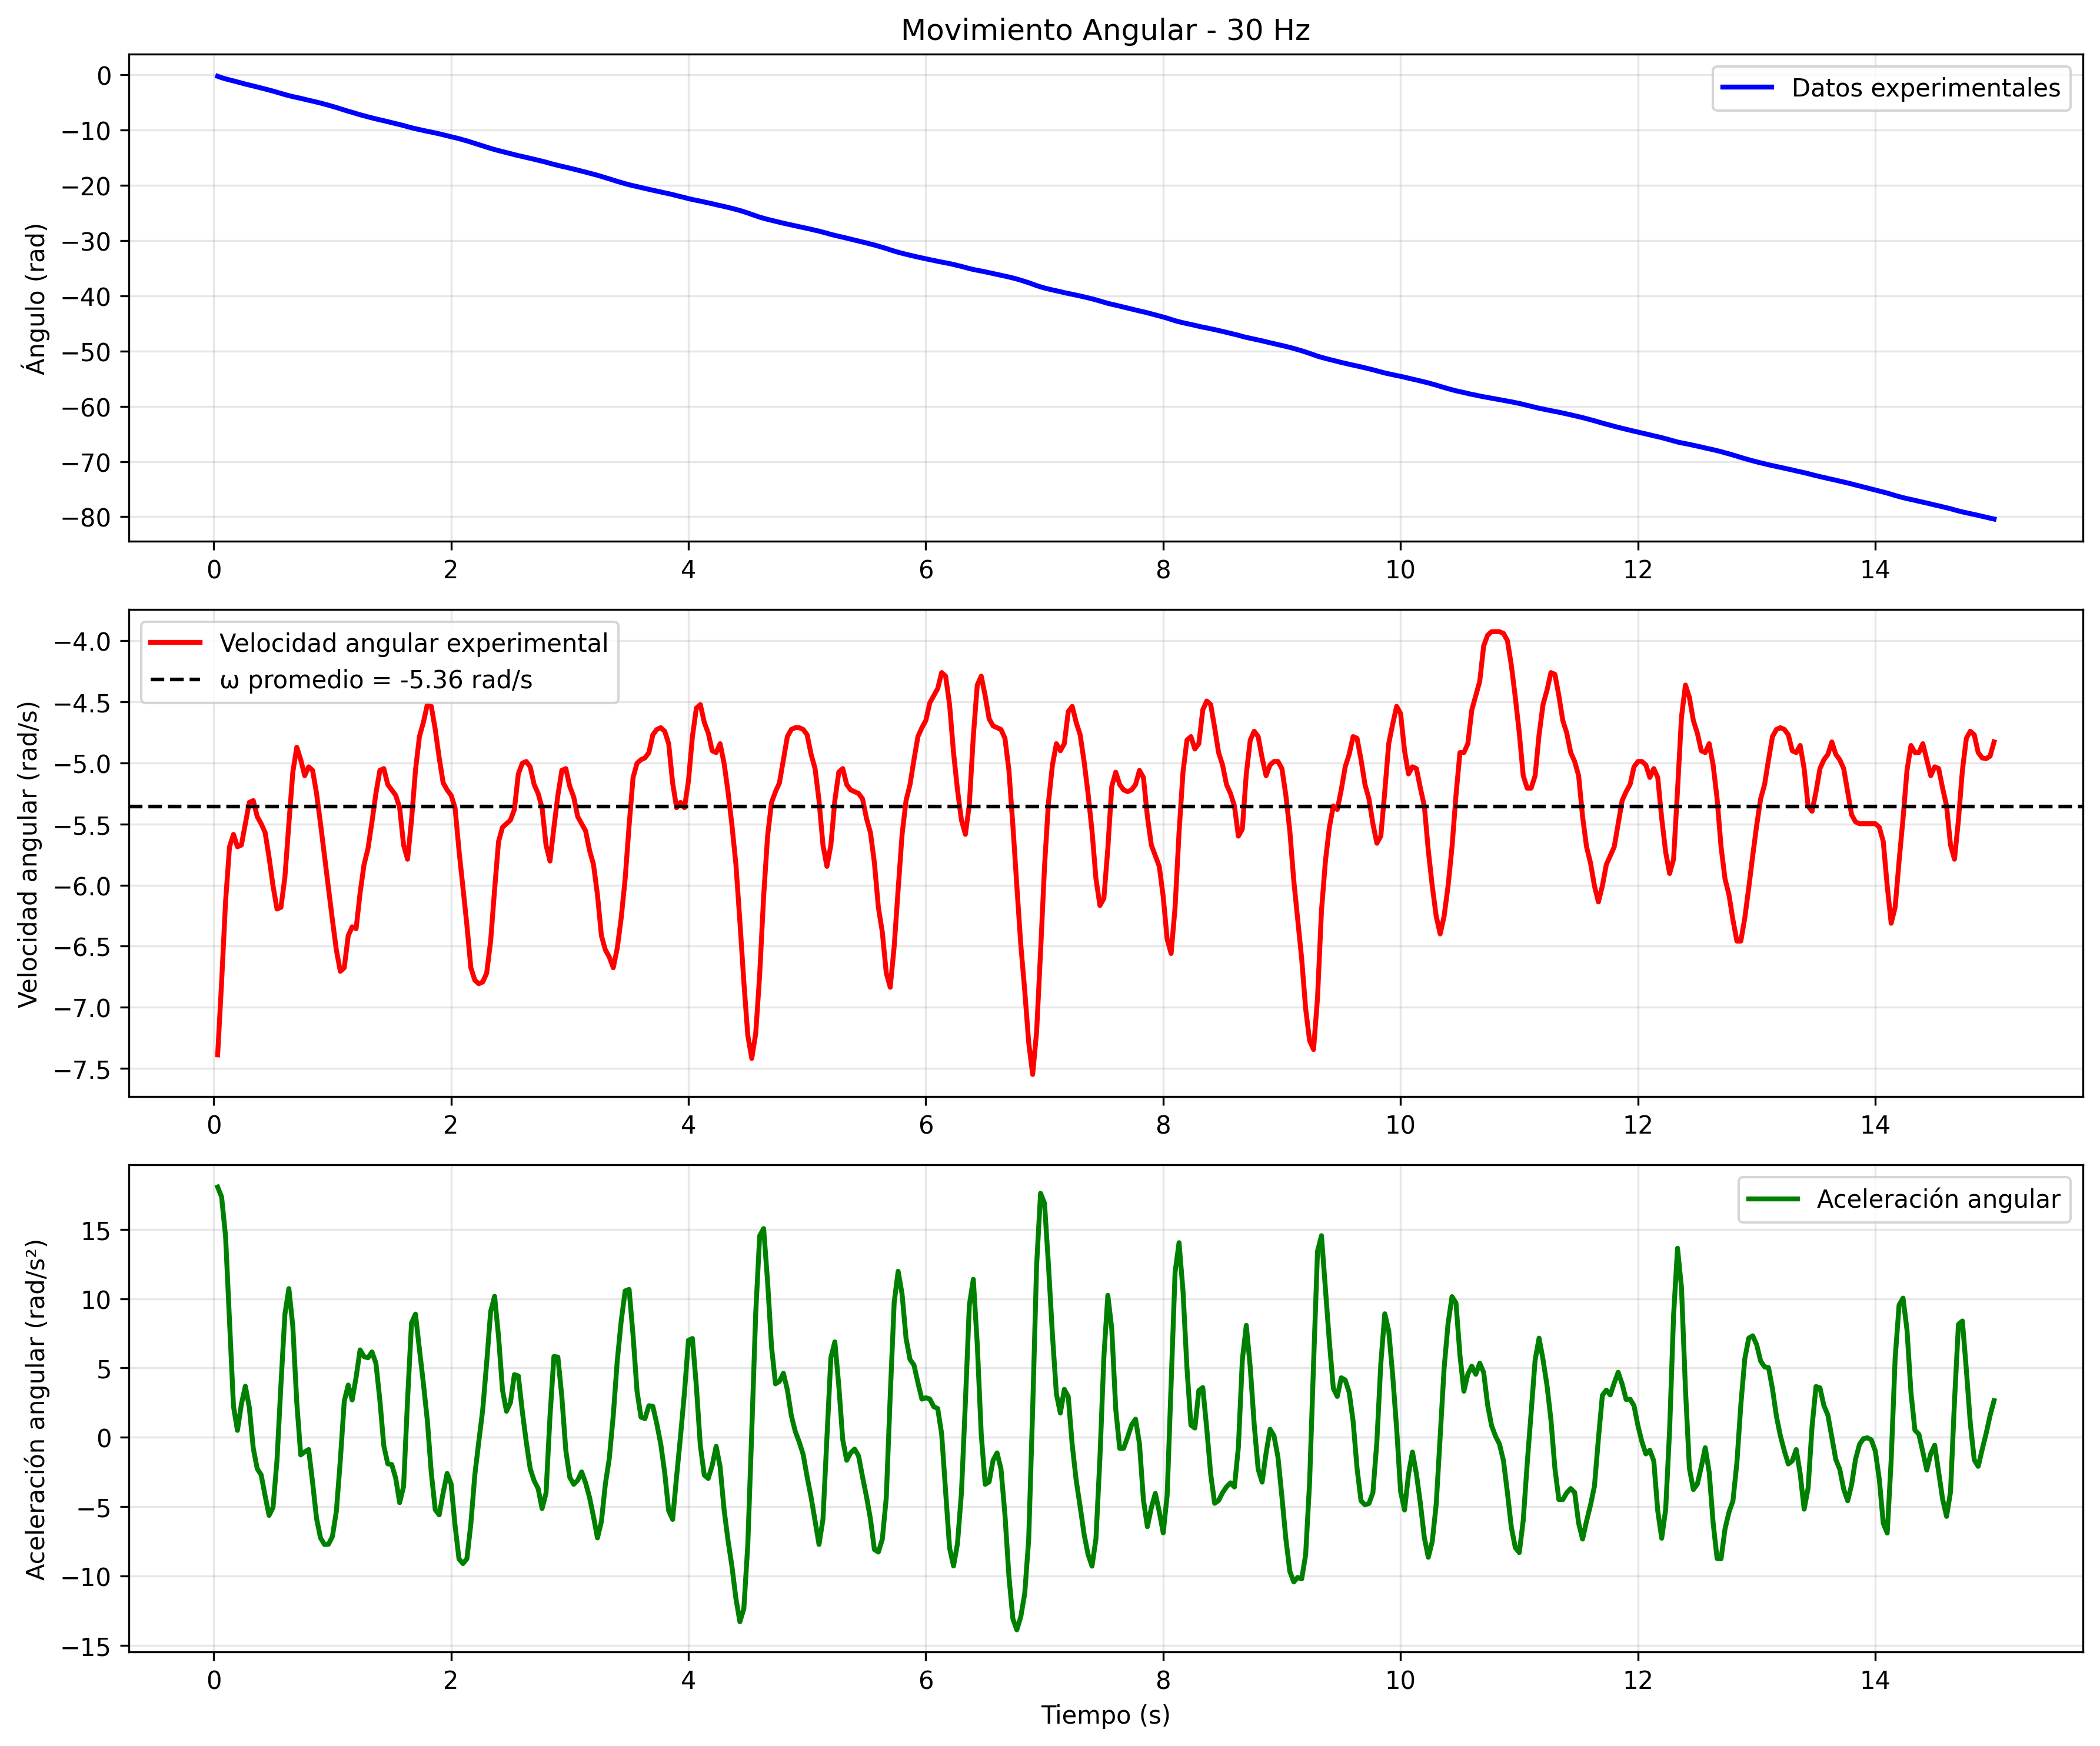 Movimiento Angular - 30 Hz
Datos experimentales
Ángulo (rad)
0
−10
−20
−30
−40
−50
−60
−70
−80
0 2 4 6 8 10 12 14
Velocidad angular experimental
ω promedio = -5.36 rad/s
Velocidad angular (rad/s)
−4.0
−4.5
−5.0
−5.5
−6.0
−6.5
−7.0
−7.5
0 2 4 6 8 10 12 14
Aceleración angular
Aceleración angular (rad/s²)
15
10
5
0
−5
−10
−15
0 2 4 6 8 10 12 14
Tiempo (s)